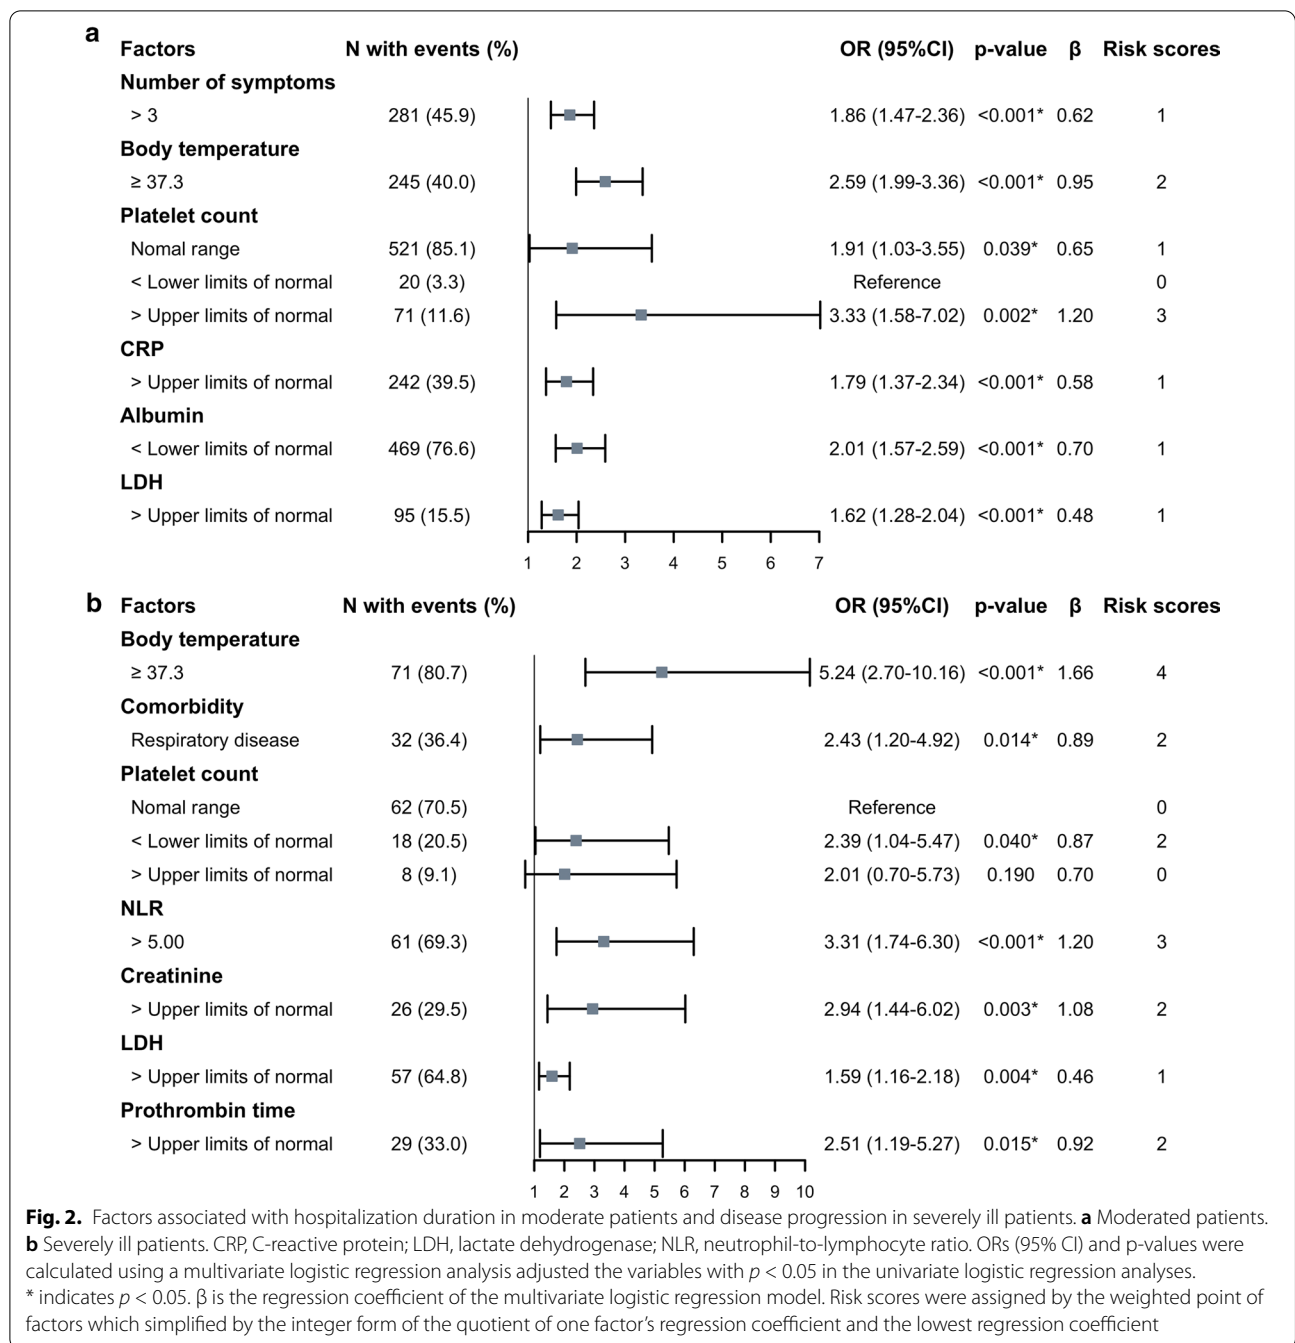 a
Factors N with events (%) OR (95%CI) p-value β Risk scores
Number of symptoms
> 3 281 (45.9) 1.86 (1.47-2.36) <0.001* 0.62 1
Body temperature
≥ 37.3 245 (40.0) 2.59 (1.99-3.36) <0.001* 0.95 2
Platelet count
Nomal range 521 (85.1) 1.91 (1.03-3.55) 0.039* 0.65 1
< Lower limits of normal 20 (3.3) Reference 0
> Upper limits of normal 71 (11.6) 3.33 (1.58-7.02) 0.002* 1.20 3
CRP
> Upper limits of normal 242 (39.5) 1.79 (1.37-2.34) <0.001* 0.58 1
Albumin
< Lower limits of normal 469 (76.6) 2.01 (1.57-2.59) <0.001* 0.70 1
LDH
> Upper limits of normal 95 (15.5) 1.62 (1.28-2.04) <0.001* 0.48 1
1 2 3 4 5 6 7
b Factors N with events (%) OR (95%CI) p-value β Risk scores
Body temperature
≥ 37.3 71 (80.7) 5.24 (2.70-10.16) <0.001* 1.66 4
Comorbidity
Respiratory disease 32 (36.4) 2.43 (1.20-4.92) 0.014* 0.89 2
Platelet count
Nomal range 62 (70.5) Reference 0
< Lower limits of normal 18 (20.5) 2.39 (1.04-5.47) 0.040* 0.87 2
> Upper limits of normal 8 (9.1) 2.01 (0.70-5.73) 0.190 0.70 0
NLR
> 5.00 61 (69.3) 3.31 (1.74-6.30) <0.001* 1.20 3
Creatinine
> Upper limits of normal 26 (29.5) 2.94 (1.44-6.02) 0.003* 1.08 2
LDH
> Upper limits of normal 57 (64.8) 1.59 (1.16-2.18) 0.004* 0.46 1
Prothrombin time
> Upper limits of normal 29 (33.0) 2.51 (1.19-5.27) 0.015* 0.92 2
1 2 3 4 5 6 7 8 9 10
Fig. 2. Factors associated with hospitalization duration in moderate patients and disease progression in severely ill patients. a Moderated patients.
b Severely ill patients. CRP, C-reactive protein; LDH, lactate dehydrogenase; NLR, neutrophil-to-lymphocyte ratio. ORs (95% CI) and p-values were
calculated using a multivariate logistic regression analysis adjusted the variables with p < 0.05 in the univariate logistic regression analyses.
* indicates p < 0.05. β is the regression coefficient of the multivariate logistic regression model. Risk scores were assigned by the weighted point of
factors which simplified by the integer form of the quotient of one factor's regression coefficient and the lowest regression coefficient